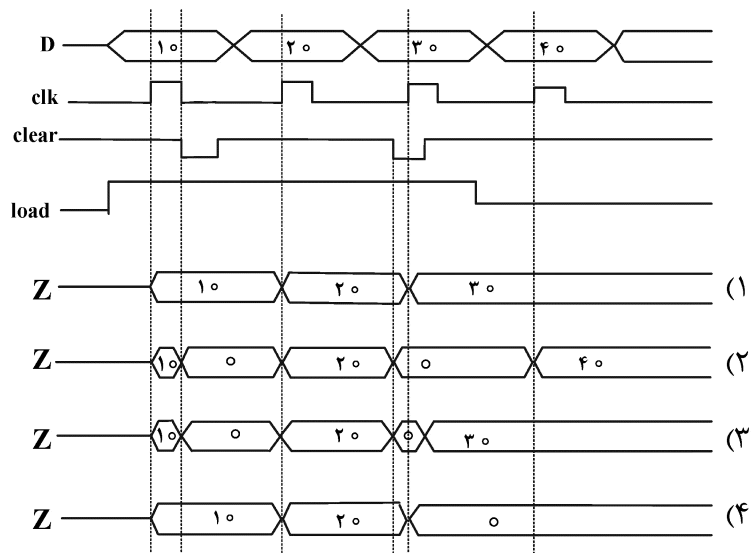 D ۱۰ ۲۰ ۳۰ ۴۰
clk
clear
load
Z ۱۰ ۲۰ ۳۰ (۱
Z ۱۰ ۰ ۲۰ ۰ ۴۰ (۲
Z ۱۰ ۰ ۲۰ ۰ ۳۰ (۳
Z ۱۰ ۲۰ ۰ (۴